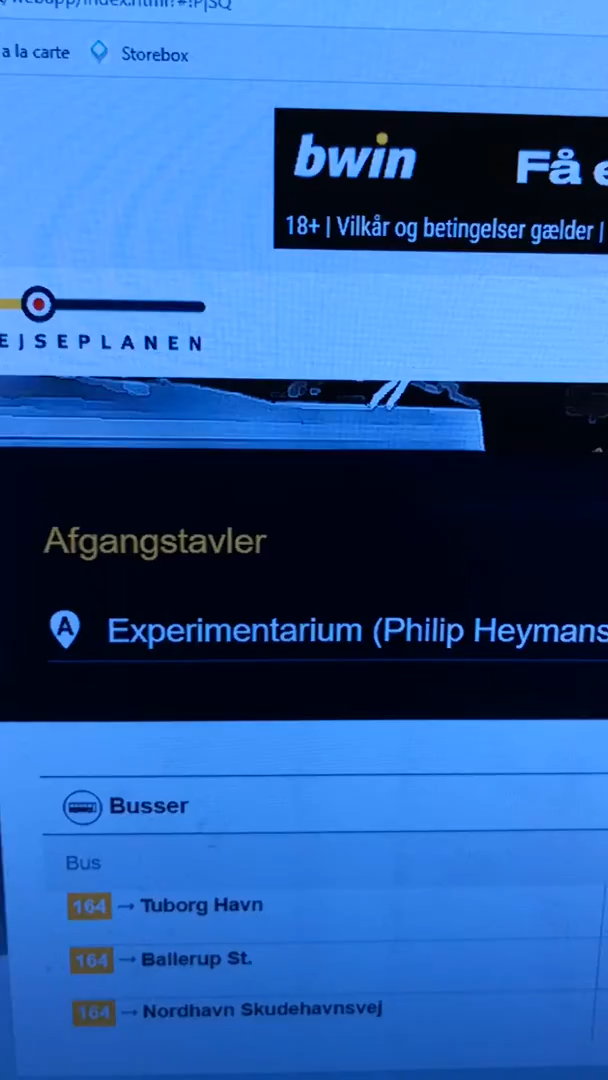 a la carte Storebox
bwin Få
18+ | Vilkår og betingelser gælder |
EJSEPLANEN
Afgangstavler
A Experimentarium (Philip Heymans
Busser
Bus
164 → Tuborg Havn
164 → Ballerup St.
164 → Nordhavn Skudehavnsvej